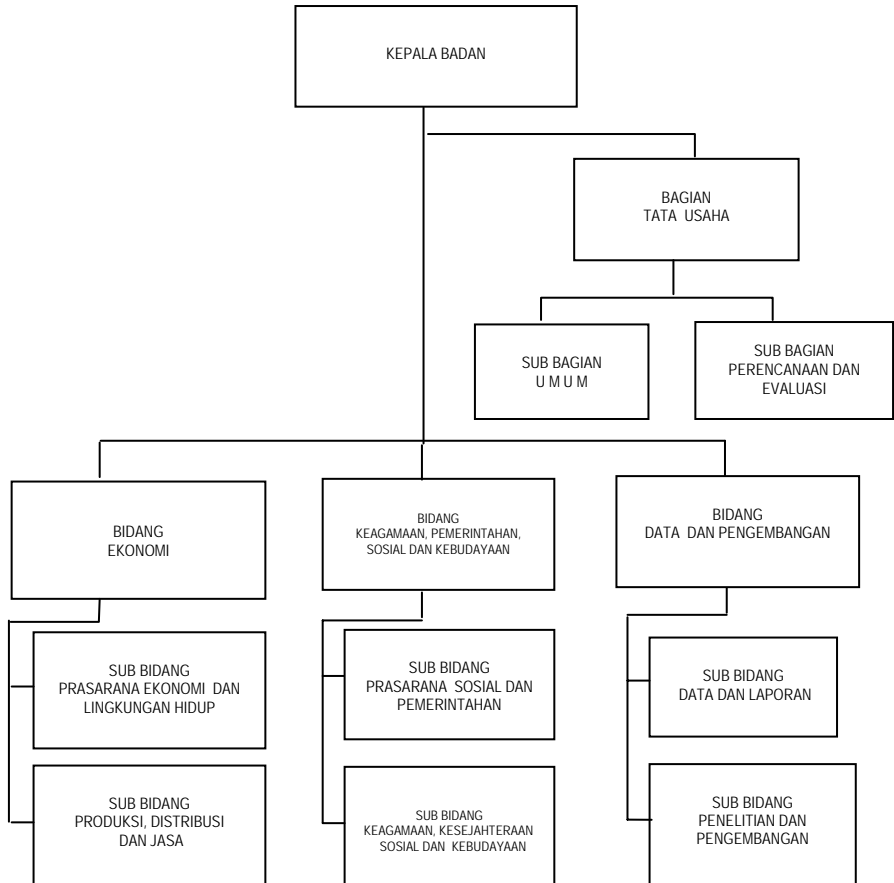 KEPALA BADAN
BAGIAN
TATA USAHA
SUB BAGIAN
U M U M
SUB BAGIAN
PERENCANAAN DAN
EVALUASI
BIDANG
EKONOMI
BIDANG
KEAGAMAAN, PEMERINTAHAN,
SOSIAL DAN KEBUDAYAAN
BIDANG
DATA DAN PENGEMBANGAN
SUB BIDANG
PRASARANA EKONOMI DAN
LINGKUNGAN HIDUP
SUB BIDANG
PRASARANA SOSIAL DAN
PEMERINTAHAN
SUB BIDANG
DATA DAN LAPORAN
SUB BIDANG
PRODUKSI, DISTRIBUSI
DAN JASA
SUB BIDANG
KEAGAMAAN, KESEJAHTERAAN
SOSIAL DAN KEBUDAYAAN
SUB BIDANG
PENELITIAN DAN
PENGEMBANGAN